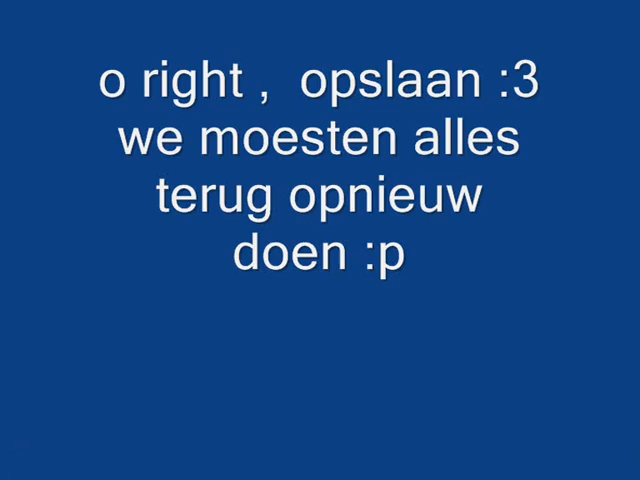 o right ,  opslaan :3
we moesten alles
terug opnieuw
doen :p